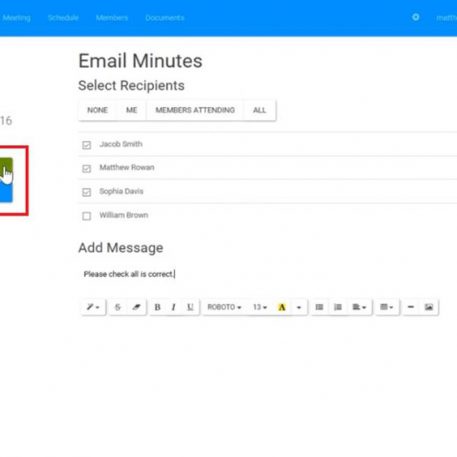 Meeting Schedule Members Documents
16
Email Minutes
Select Recipients
NONE ME MEMBERS ATTENDING ALL
Jacob Smith
Matthew Rowan
Sophia Davis
William Brown
Add Message
Please check all is correct.
S B I U ROBOTO 13 A